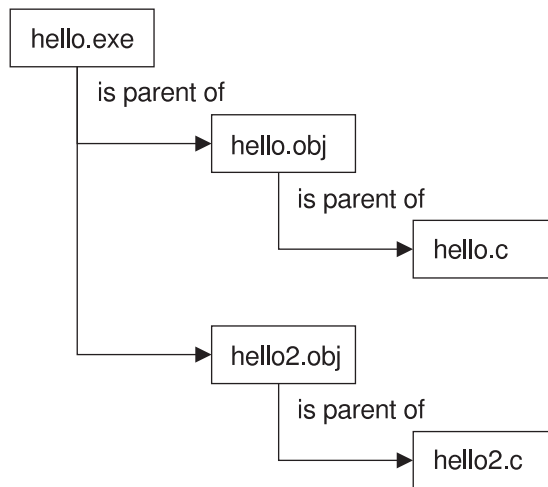 hello.exe
is parent of
hello.obj
is parent of
hello.c
hello2.obj
is parent of
hello2.c